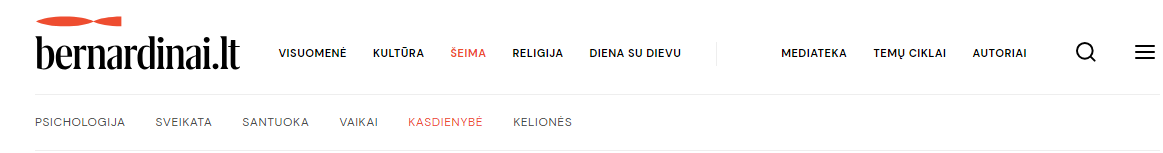 bernardinai.lt VISUOMENĖ KULTŪRA ŠEIMA RELIGIJA DIENA SU DIEVU MEDIATEKA TEMŲ CIKLAI AUTORIAI
PSICHOLOGIJA SVEIKATA SANTUOKA VAIKAI KASDIENYBĖ KELIONĖS